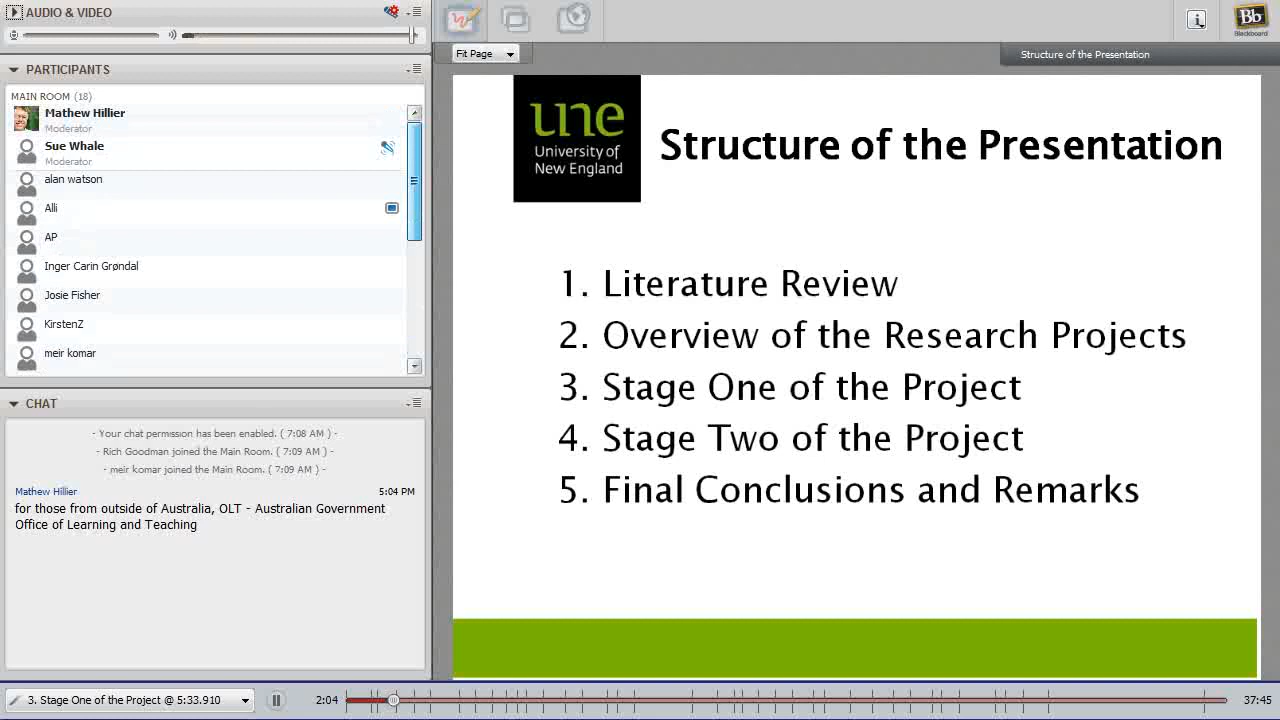 AUDIO & VIDEO
PARTICIPANTS
MAIN ROOM (18)
Mathew Hillier
Moderator
Sue Whale
Moderator
alan watson
Alli
AP
Inger Carin Grøndal
Jose Fisher
KirstenZ
meir komar
CHAT
- Your chat permission has been enabled. ( 7:08 AM ) -
- Rich Goodman joined the Main Room. ( 7:09 AM ) -
- meir komar joined the Main Room. ( 7:09 AM ) -
Mathew Hillier 5:04 PM
for those from outside of Australia, OLT - Australian Government
Office of Learning and Teaching
3. Stage One of the Project @ 5:33.910
2:04
37:45
Bb
Blackboard
Fit Page
Structure of the Presentation
une
University of
New England
Structure of the Presentation
1. Literature Review
2. Overview of the Research Projects
3. Stage One of the Project
4. Stage Two of the Project
5. Final Conclusions and Remarks